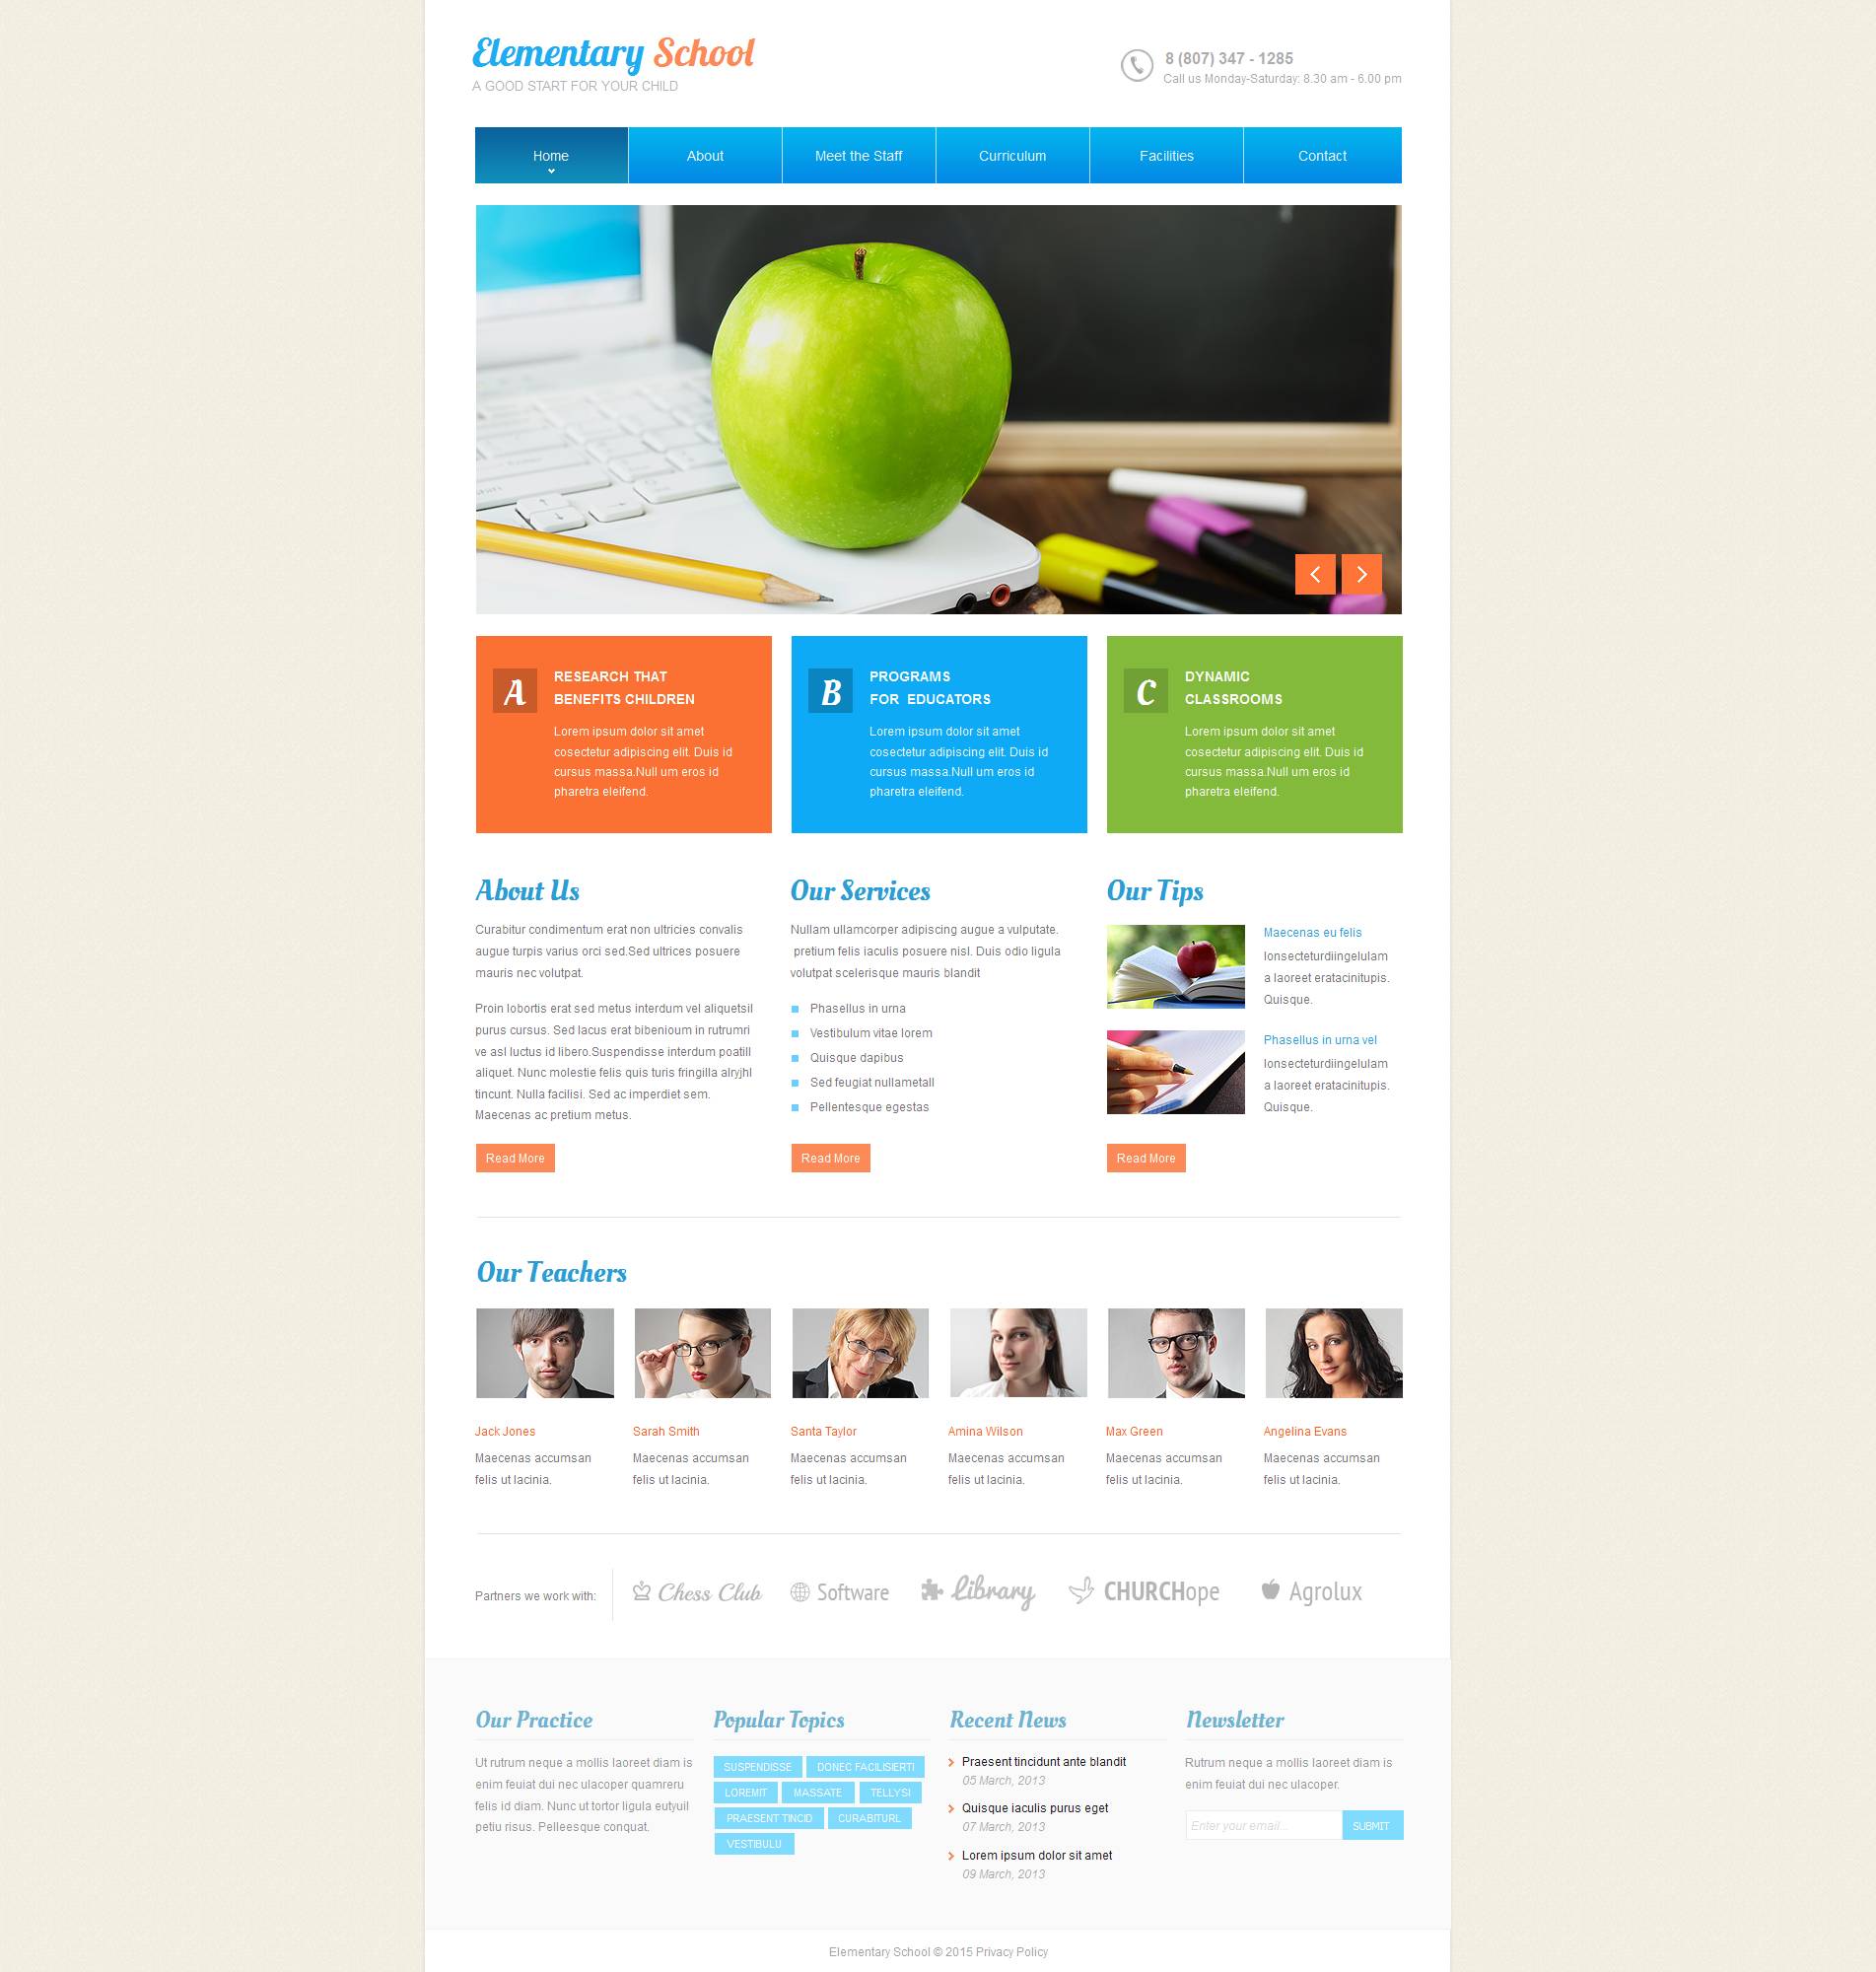 Elementary School
A GOOD START FOR YOUR CHILD
8 (807) 347 - 1285
Call us Monday-Saturday: 8.30 am - 6.00 pm
Home
About
Meet the Staff
Curriculum
Facilities
Contact
A
RESEARCH THAT
BENEFITS CHILDREN
Lorem ipsum dolor sit amet
cosectetur adipiscing elit. Duis id
cursus massa.Null um eros id
pharetra eleifend.
B
PROGRAMS
FOR EDUCATORS
Lorem ipsum dolor sit amet
cosectetur adipiscing elit. Duis id
cursus massa.Null um eros id
pharetra eleifend.
C
DYNAMIC
CLASSROOMS
Lorem ipsum dolor sit amet
cosectetur adipiscing elit. Duis id
cursus massa.Null um eros id
pharetra eleifend.
About Us
Curabitur condimentum erat non ultricies convalis
augue turpis varius orci sed.Sed ultrices posuere
mauris nec volutpat.
Proin lobortis erat sed metus interdum vel aliquetsil
purus cursus. Sed lacus erat bibenioum in rutrumri
ve asl luctus id libero.Suspendisse interdum poatill
aliquet. Nunc molestie felis quis turis fringilla alryjhl
tincunt. Nulla facilisi. Sed ac imperdiet sem.
Maecenas ac pretium metus.
Read More
Our Services
Nullam ullamcorper adipiscing augue a vulputate.
pretium felis iaculis posuere nisl. Duis odio ligula
volutpat scelerisque mauris blandit
Phasellus in urna
Vestibulum vitae lorem
Quisque dapibus
Sed feugiat nullametall
Pellentesque egestas
Read More
Our Tips
Maecenas eu felis
lonsecteturdiingelulam
a laoreet eratacinitupis.
Quisque.
Phasellus in urna vel
lonsecteturdiingelulam
a laoreet eratacinitupis.
Quisque.
Read More
Our Teachers
Jack Jones
Maecenas accumsan
felis ut lacinia.
Sarah Smith
Maecenas accumsan
felis ut lacinia.
Santa Taylor
Maecenas accumsan
felis ut lacinia.
Amina Wilson
Maecenas accumsan
felis ut lacinia.
Max Green
Maecenas accumsan
felis ut lacinia.
Angelina Evans
Maecenas accumsan
felis ut lacinia.
Partners we work with:
Chess Club
Software
Library
CHURCHope
Agrolux
Our Practice
Ut rutrum neque a mollis laoreet diam is
enim feuiat dui nec ulacoper quamreru
felis id diam. Nunc ut tortor ligula eutyuil
petiu risus. Pelleesque conquat.
Popular Topics
SUSPENDISSE
DONEC FACILISIERTI
LOREMIT
MASSATE
TELLYSI
PRAESENT TINCID
CURABITURL
VESTIBULU
Recent News
Praesent tincidunt ante blandit
05 March, 2013
Quisque iaculis purus eget
07 March, 2013
Lorem ipsum dolor sit amet
09 March, 2013
Newsletter
Rutrum neque a mollis laoreet diam is
enim feuiat dui nec ulacoper.
Enter your email...
SUBMIT
Elementary School © 2015 Privacy Policy